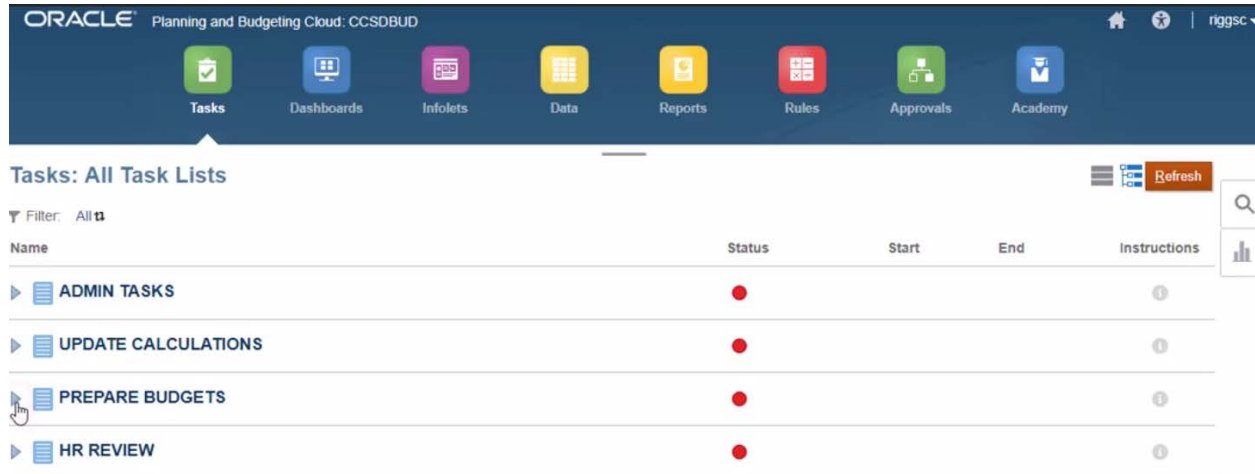 ORACLE Planning and Budgeting Cloud: CCSDBUD riggsc
Tasks Dashboards Infolets Data Reports Rules Approvals Academy
Tasks: All Task Lists Refresh
Filter: All
Name Status Start End Instructions
ADMIN TASKS
UPDATE CALCULATIONS
PREPARE BUDGETS
HR REVIEW